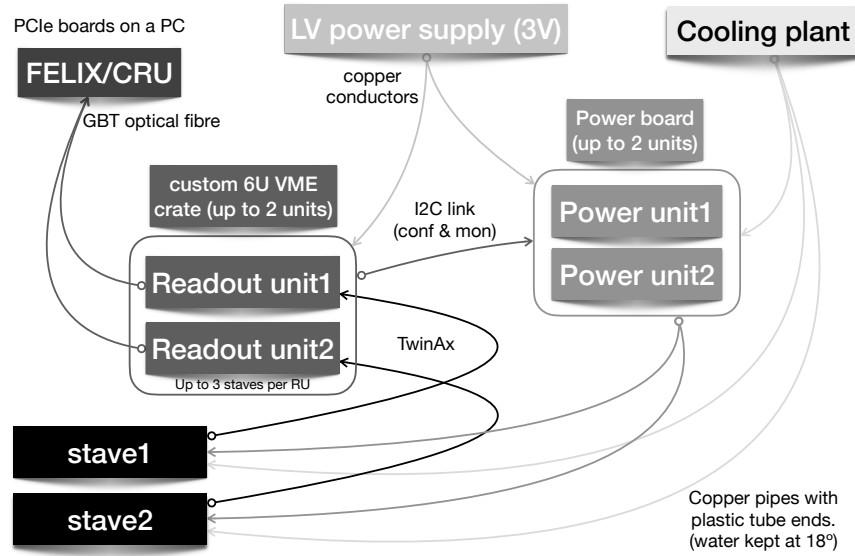 PCIe boards on a PC
FELIX/CRU
GBT optical fibre
LV power supply (3V)
copper
conductors
Cooling plant
Power board
(up to 2 units)
custom 6U VME
crate (up to 2 units)
I2C link
(conf & mon)
Power unit1
Power unit2
Readout unit1
Readout unit2
Up to 3 staves per RU
TwinAx
stave1
stave2
Copper pipes with
plastic tube ends.
(water kept at 18º)